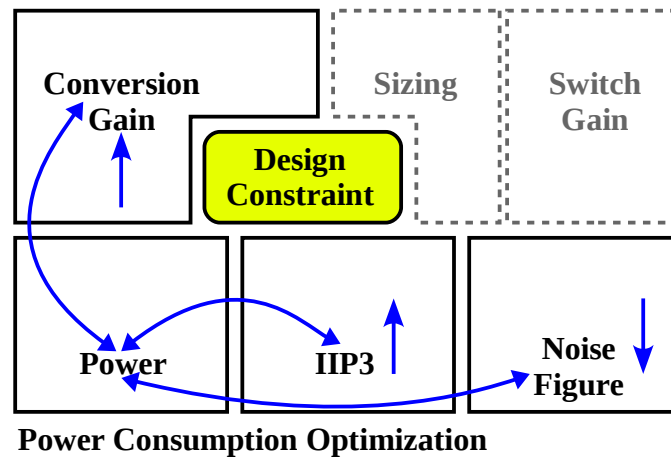 Conversion
Gain
Sizing
Switch
Gain
Design
Constraint
Power
IIP3
Noise
Figure
Power Consumption Optimization